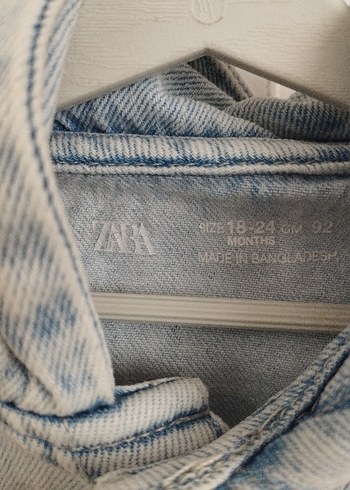 ZARA
SIZE 18-24 CM 92
MONTHS
MADE IN BANGLADESH